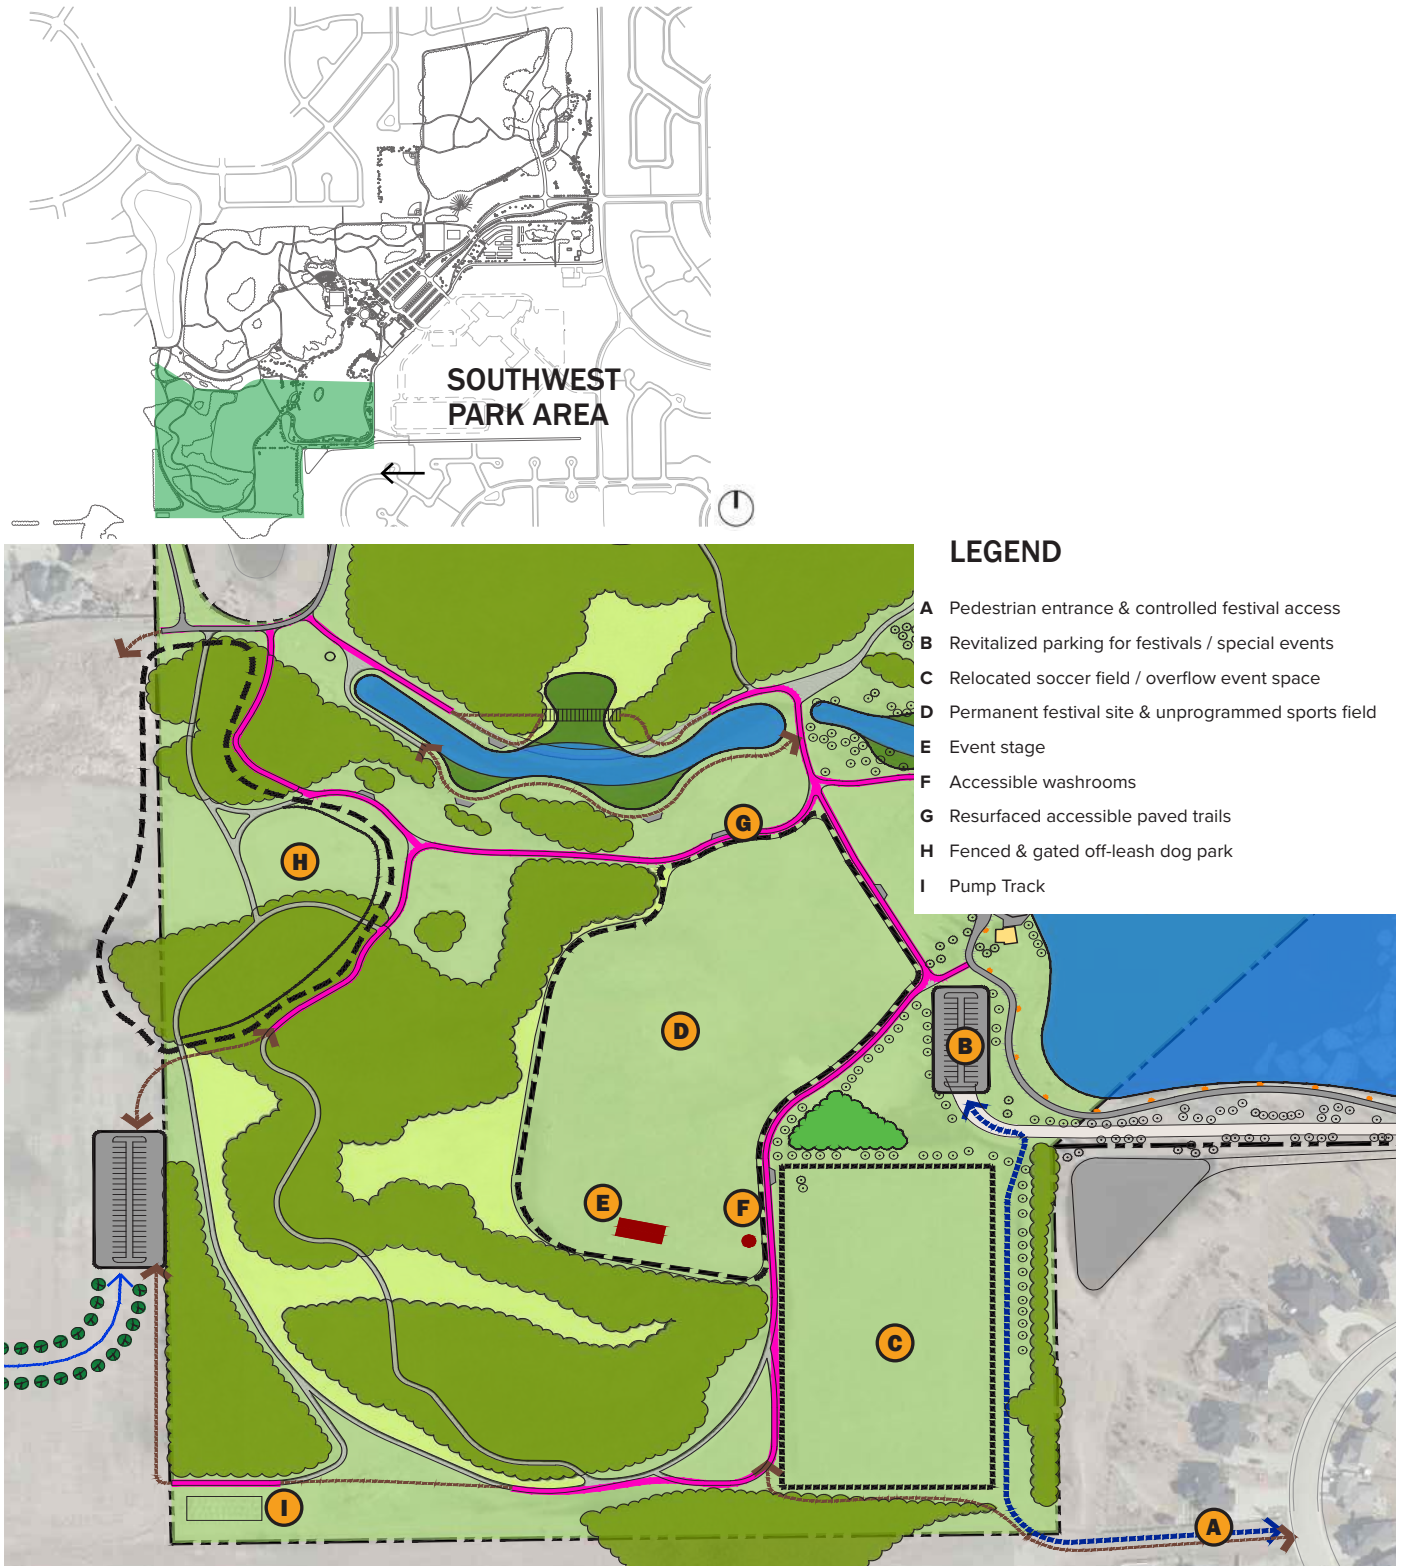 SOUTHWEST
PARK AREA
LEGEND
A Pedestrian entrance & controlled festival access
B Revitalized parking for festivals / special events
C Relocated soccer field / overflow event space
D Permanent festival site & unprogrammed sports field
E Event stage
F Accessible washrooms
G Resurfaced accessible paved trails
H Fenced & gated off-leash dog park
I Pump Track
G
H
D
B
E
F
C
I
A